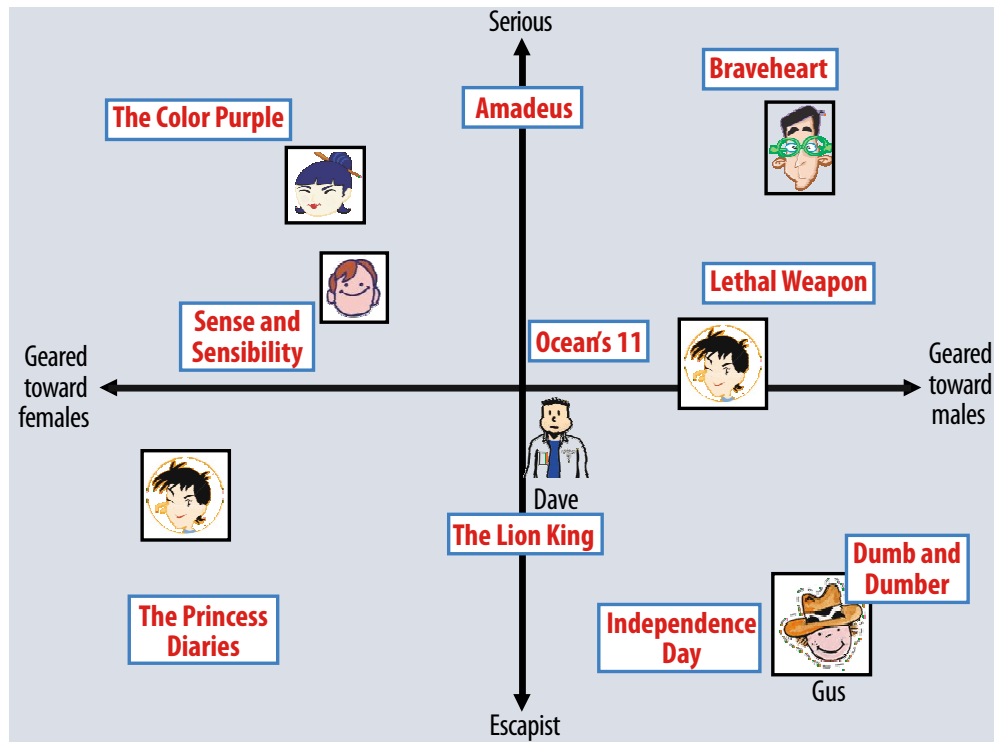 Serious
Braveheart
Amadeus
The Color Purple
Lethal Weapon
Sense and
Sensibility
Ocean's 11
Geared
toward
females
Geared
toward
males
Dave
The Lion King
Dumb and
Dumber
The Princess
Diaries
Independence
Day
Gus
Escapist